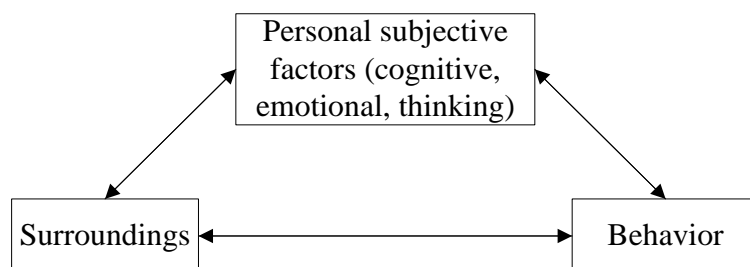 Personal subjective
factors (cognitive,
emotional, thinking)
Surroundings
Behavior